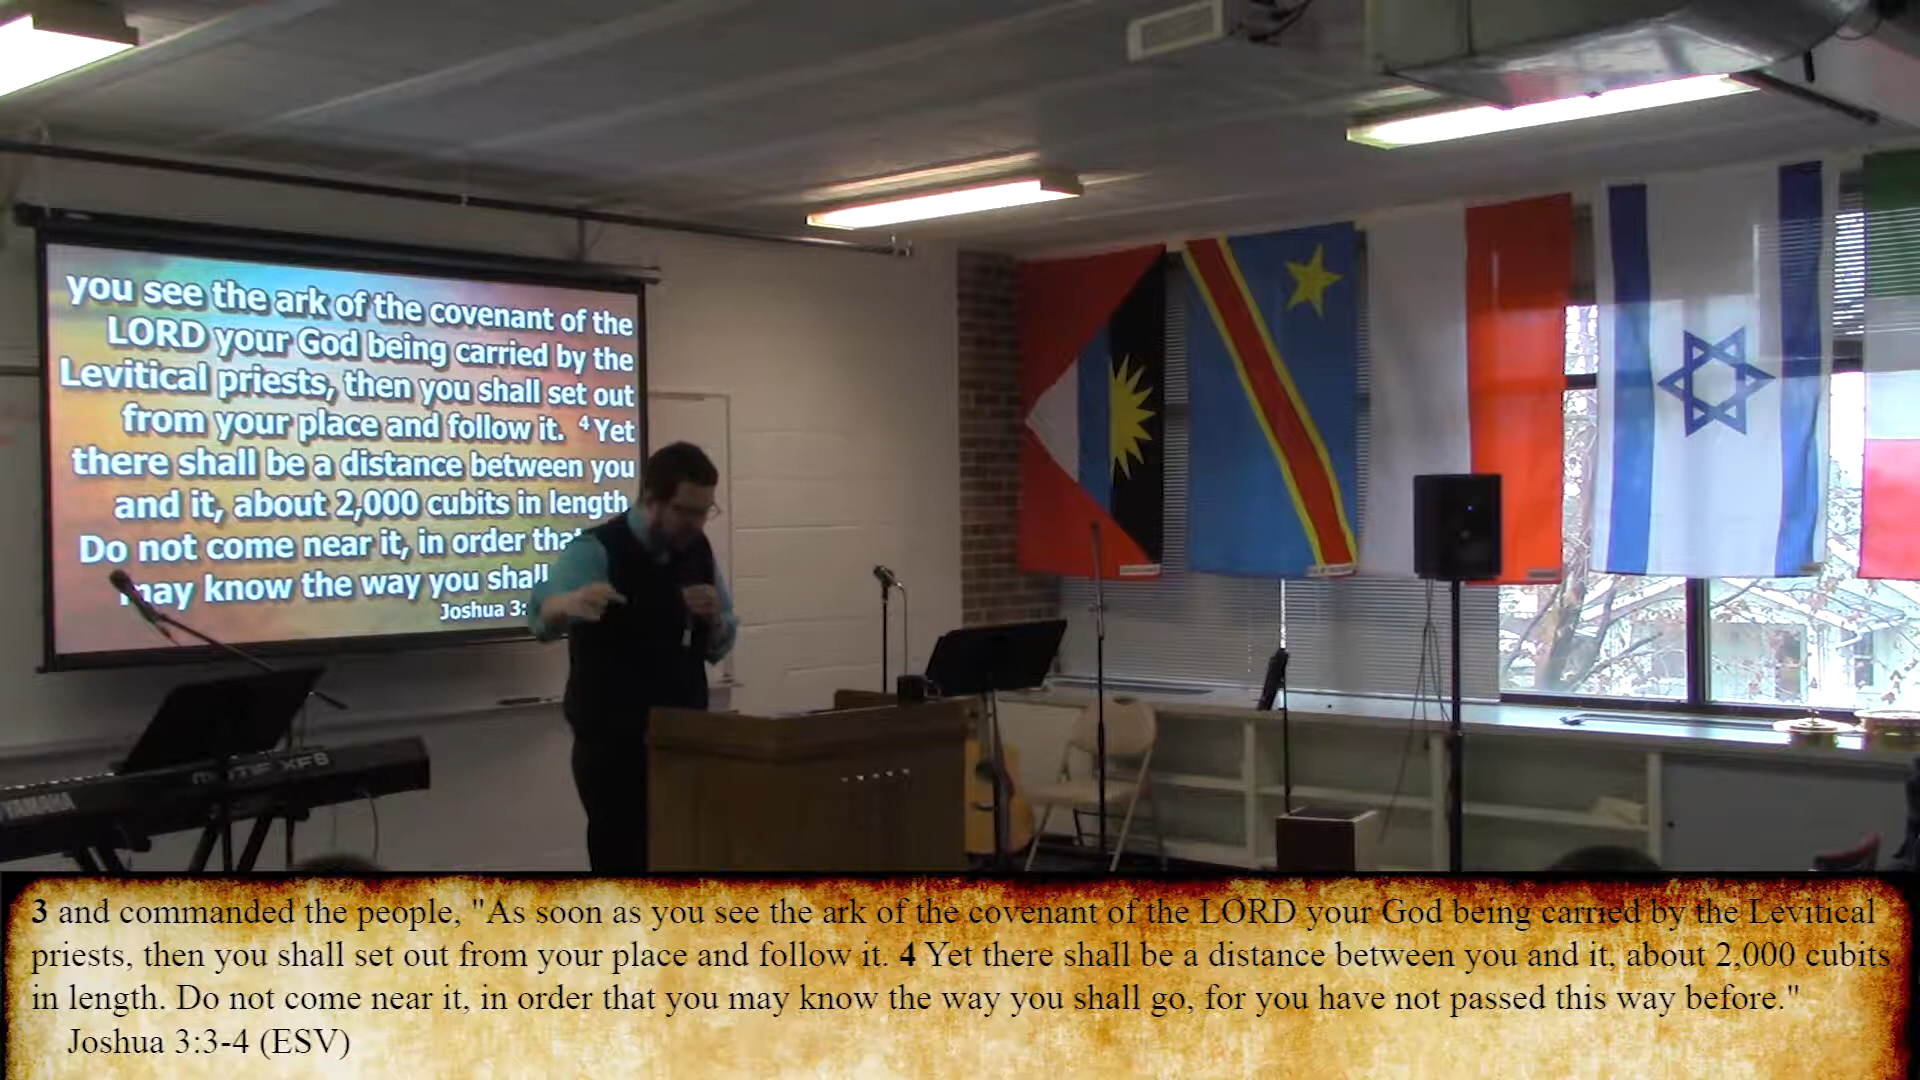 you see the ark of the covenant of the
LORD your God being carried by the
Levitical priests, then you shall set out
from your place and follow it. 4 Yet
there shall be a distance between you
and it, about 2,000 cubits in length.
Do not come near it, in order that
may know the way you shall
Joshua 3:
YAMAHA
MOTIF XF8
3 and commanded the people, "As soon as you see the ark of the covenant of the LORD your God being carried by the Levitical
priests, then you shall set out from your place and follow it. 4 Yet there shall be a distance between you and it, about 2,000 cubits
in length. Do not come near it, in order that you may know the way you shall go, for you have not passed this way before."
Joshua 3:3-4 (ESV)